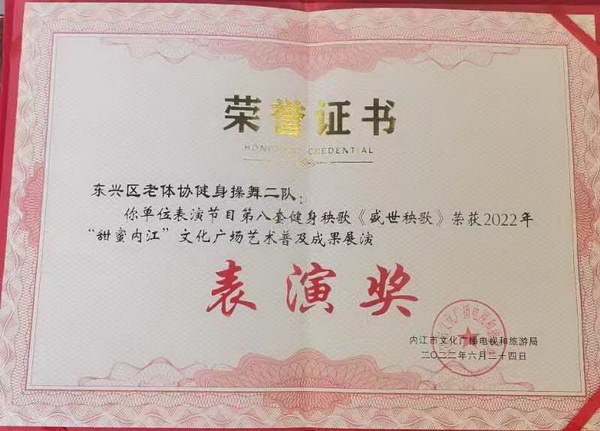 荣誉证书
HONORARY CREDENTIAL
东兴区老体协健身操舞二队：
你单位表演节目第八套健身秧歌《盛世秧歌》荣获2022年
“甜蜜内江”文化广场艺术普及成果展演
表演奖
内江市文化广播电视和旅游局
二〇二二年六月二十四日